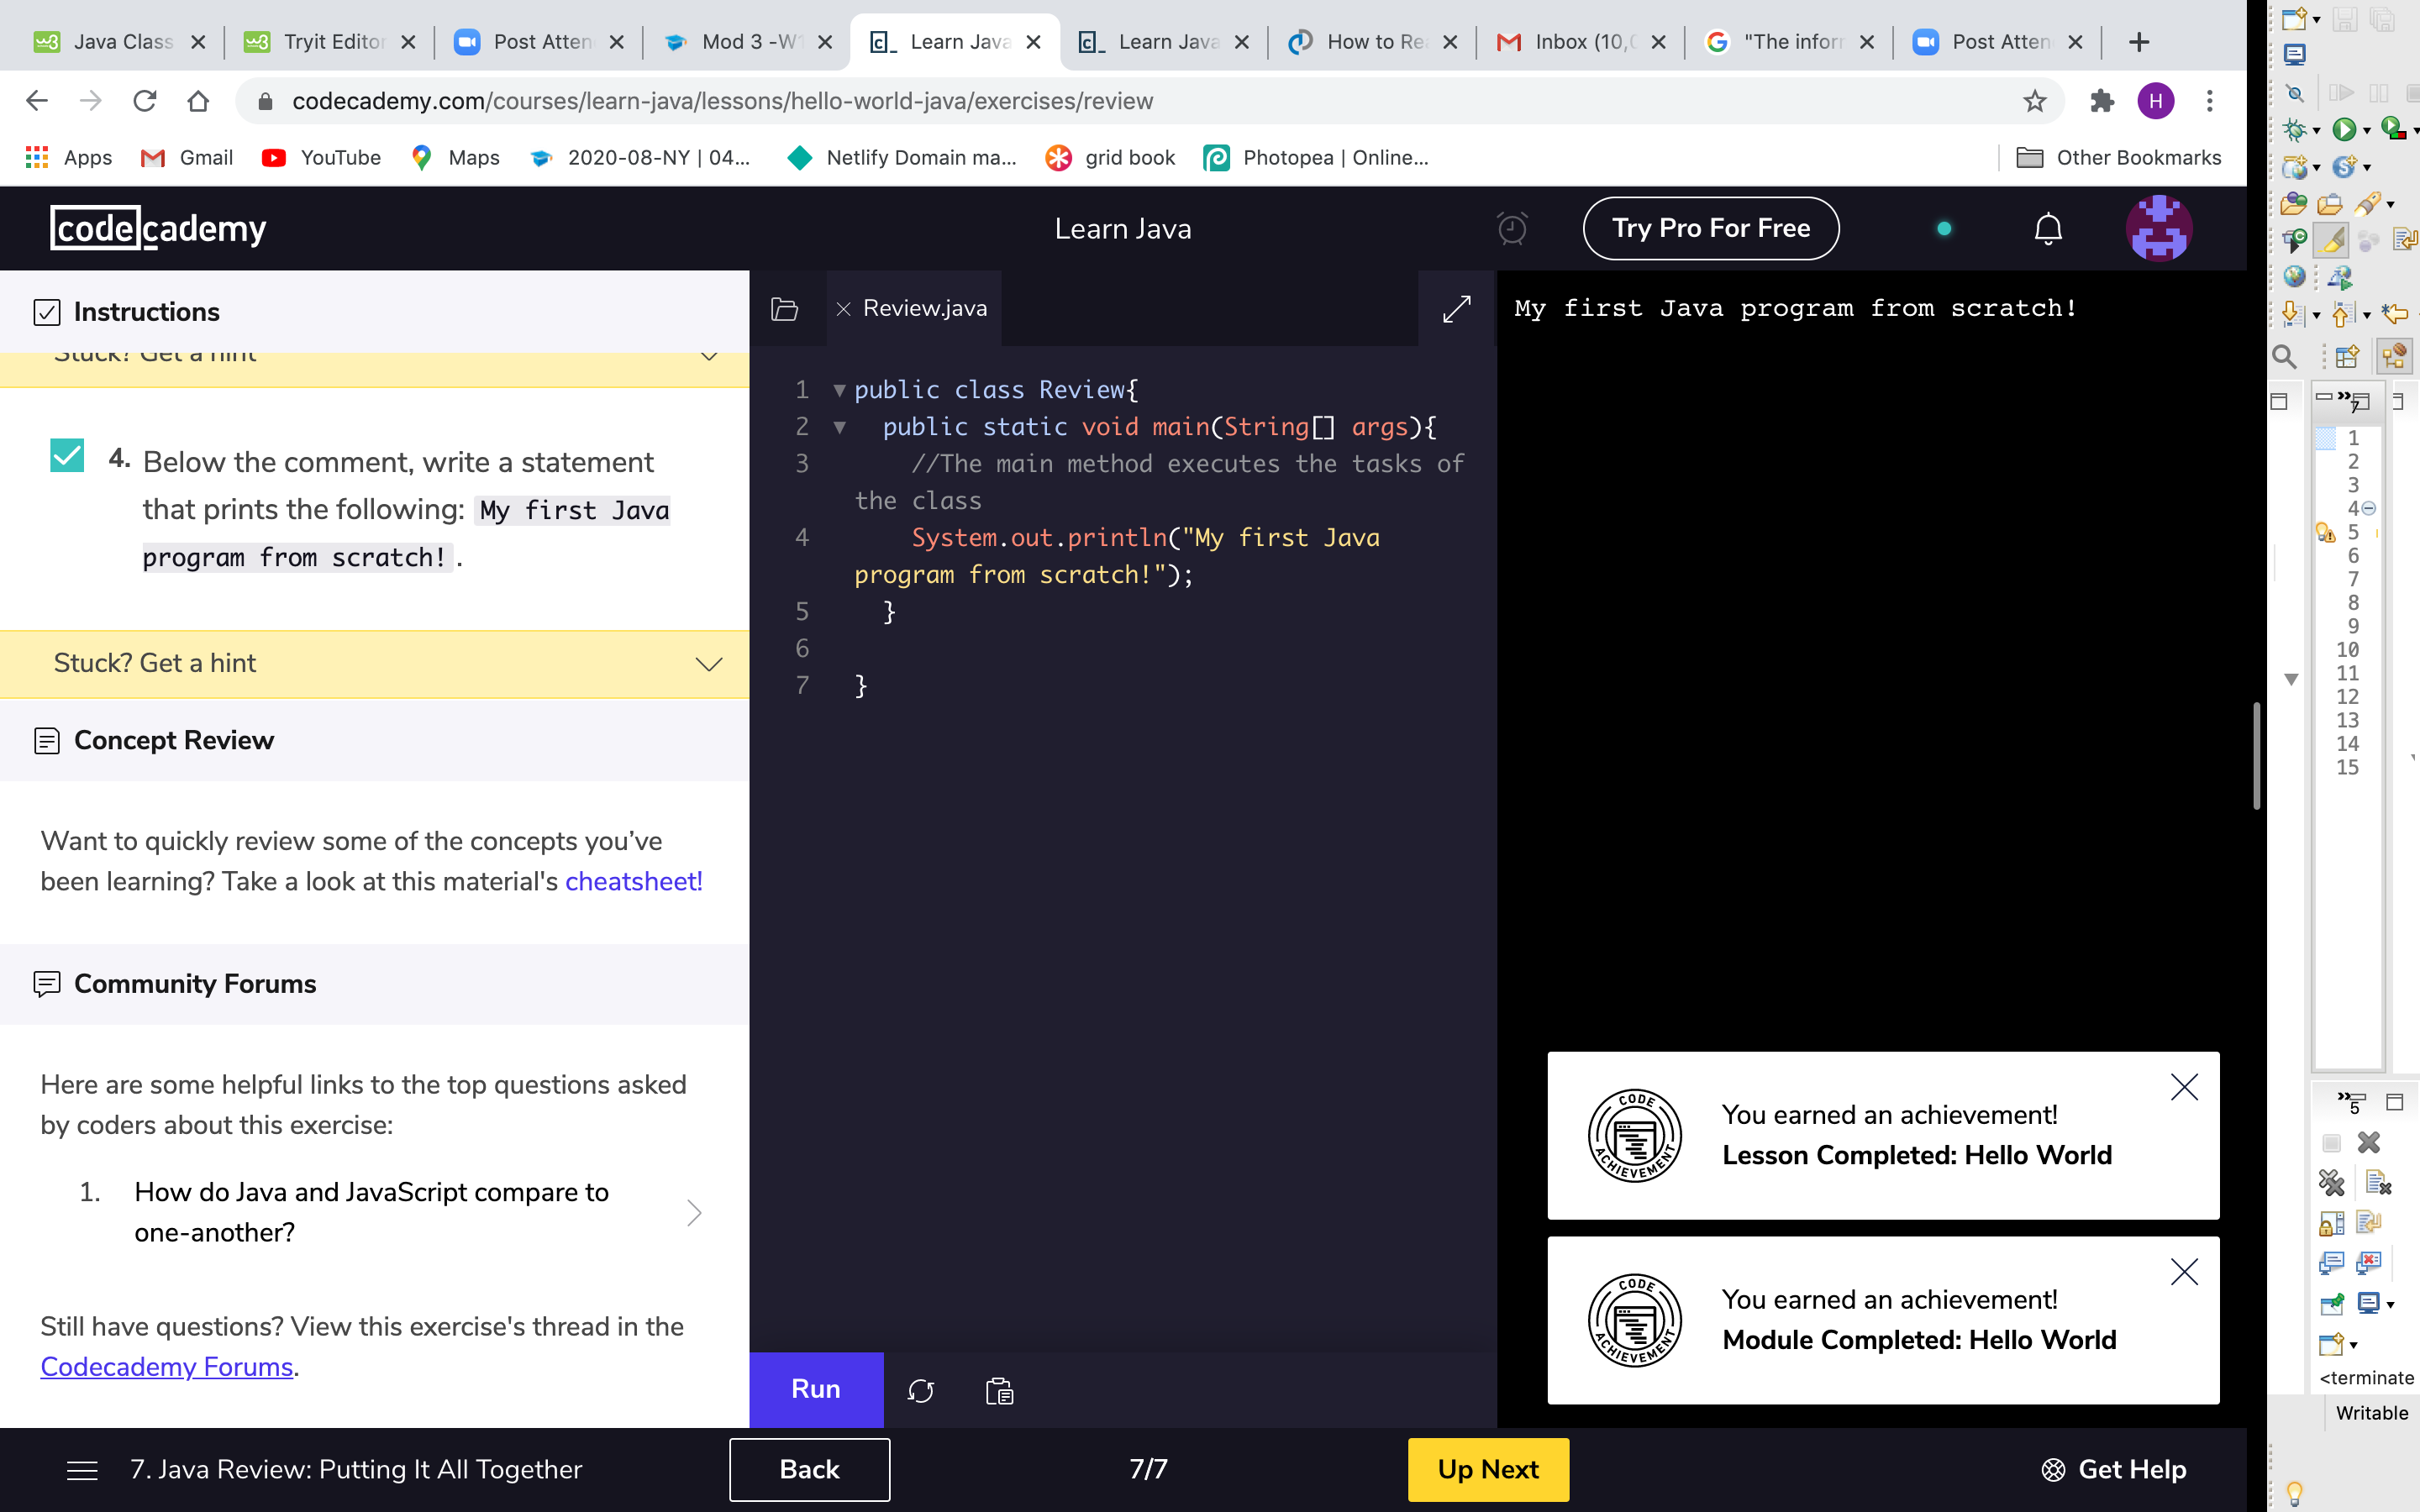 Java Class
Tryit Editor
Post Atten
Mod 3 -W1
Learn Java
Learn Java
How to Re
Inbox (10,0
"The inforr
Post Atten
codecademy.com/courses/learn-java/lessons/hello-world-java/exercises/review
H
Apps
Gmail
YouTube
Maps
2020-08-NY | 04...
Netlify Domain ma...
grid book
Photopea | Online...
Other Bookmarks
codecademy
Learn Java
Try Pro For Free
Instructions
Stuck? Get a hint
4. Below the comment, write a statement
that prints the following: My first Java
program from scratch! .
Stuck? Get a hint
Concept Review
Want to quickly review some of the concepts you’ve
been learning? Take a look at this material's cheatsheet!
Community Forums
Here are some helpful links to the top questions asked
by coders about this exercise:
1. How do Java and JavaScript compare to
one-another?
Still have questions? View this exercise's thread in the
Codecademy Forums.
Review.java
1 public class Review{
2 public static void main(String[] args){
3 //The main method executes the tasks of
the class
4 System.out.println("My first Java
program from scratch!");
5 }
6
7 }
Run
My first Java program from scratch!
CODE ACHIEVEMENT
You earned an achievement!
Lesson Completed: Hello World
CODE ACHIEVEMENT
You earned an achievement!
Module Completed: Hello World
7. Java Review: Putting It All Together
Back
7/7
Up Next
Get Help
»7
1
2
3
4
5
6
7
8
9
10
11
12
13
14
15
»5
<terminate
Writable